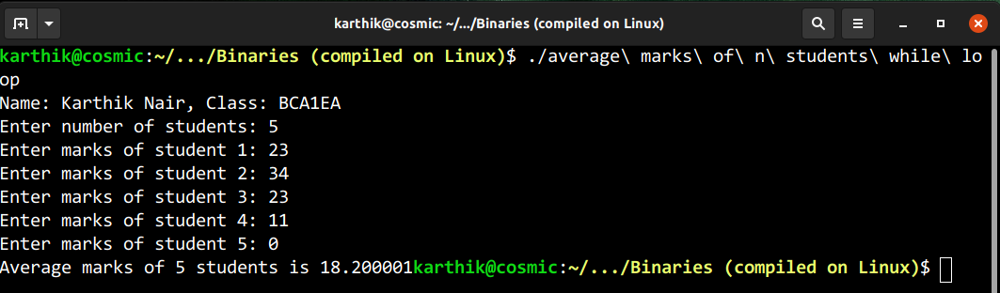 karthik@cosmic: ~/.../Binaries (compiled on Linux)
karthik@cosmic:~/.../Binaries (compiled on Linux)$ ./average\ marks\ of\ n\ students\ while\ lo
op
Name: Karthik Nair, Class: BCA1EA
Enter number of students: 5
Enter marks of student 1: 23
Enter marks of student 2: 34
Enter marks of student 3: 23
Enter marks of student 4: 11
Enter marks of student 5: 0
Average marks of 5 students is 18.200001karthik@cosmic:~/.../Binaries (compiled on Linux)$